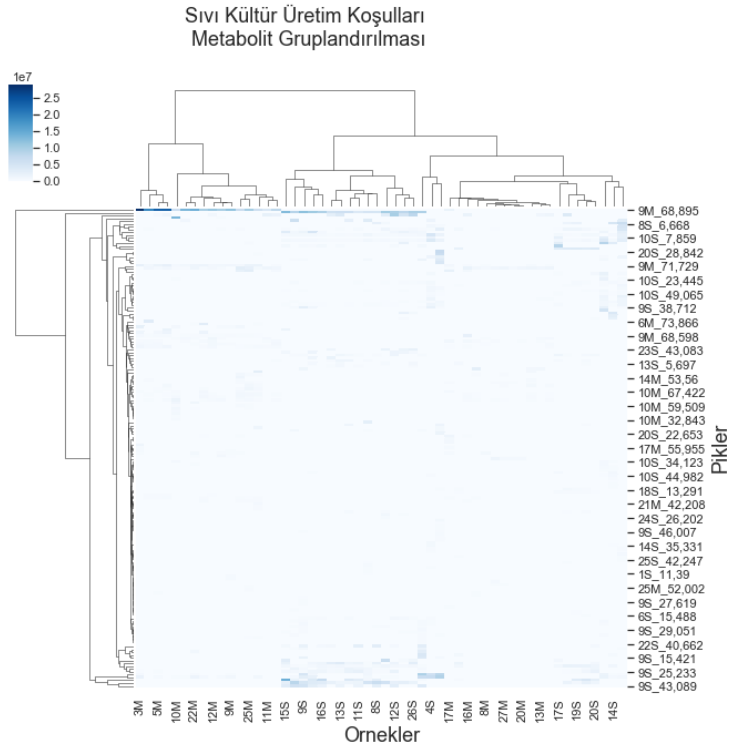 Sıvı Kültür Üretim Koşulları
Metabolit Gruplandırılması
1e7
2.5
2.0
1.5
1.0
0.5
0.0
9M_68,895
8S_6,668
10S_7,859
20S_28,842
9M_71,729
10S_23,445
10S_49,065
9S_38,712
6M_73,866
9M_68,598
23S_43,083
13S_5,697
14M_53,56
10M_67,422
10M_59,509
10M_32,843
20S_22,653
17M_55,955
10S_34,123
10S_44,982
18S_13,291
21M_42,208
24S_26,202
9S_46,007
14S_35,331
25S_42,247
1S_11,39
25M_52,002
9S_27,619
6S_15,488
9S_29,051
22S_40,662
9S_15,421
9S_25,233
9S_43,089
Pikler
3M
5M
10M
22M
12M
9M
25M
11M
15S
9S
16S
13S
11S
8S
12S
26S
4S
17M
16M
8M
27M
20M
13M
17S
19S
20S
14S
Ornekler